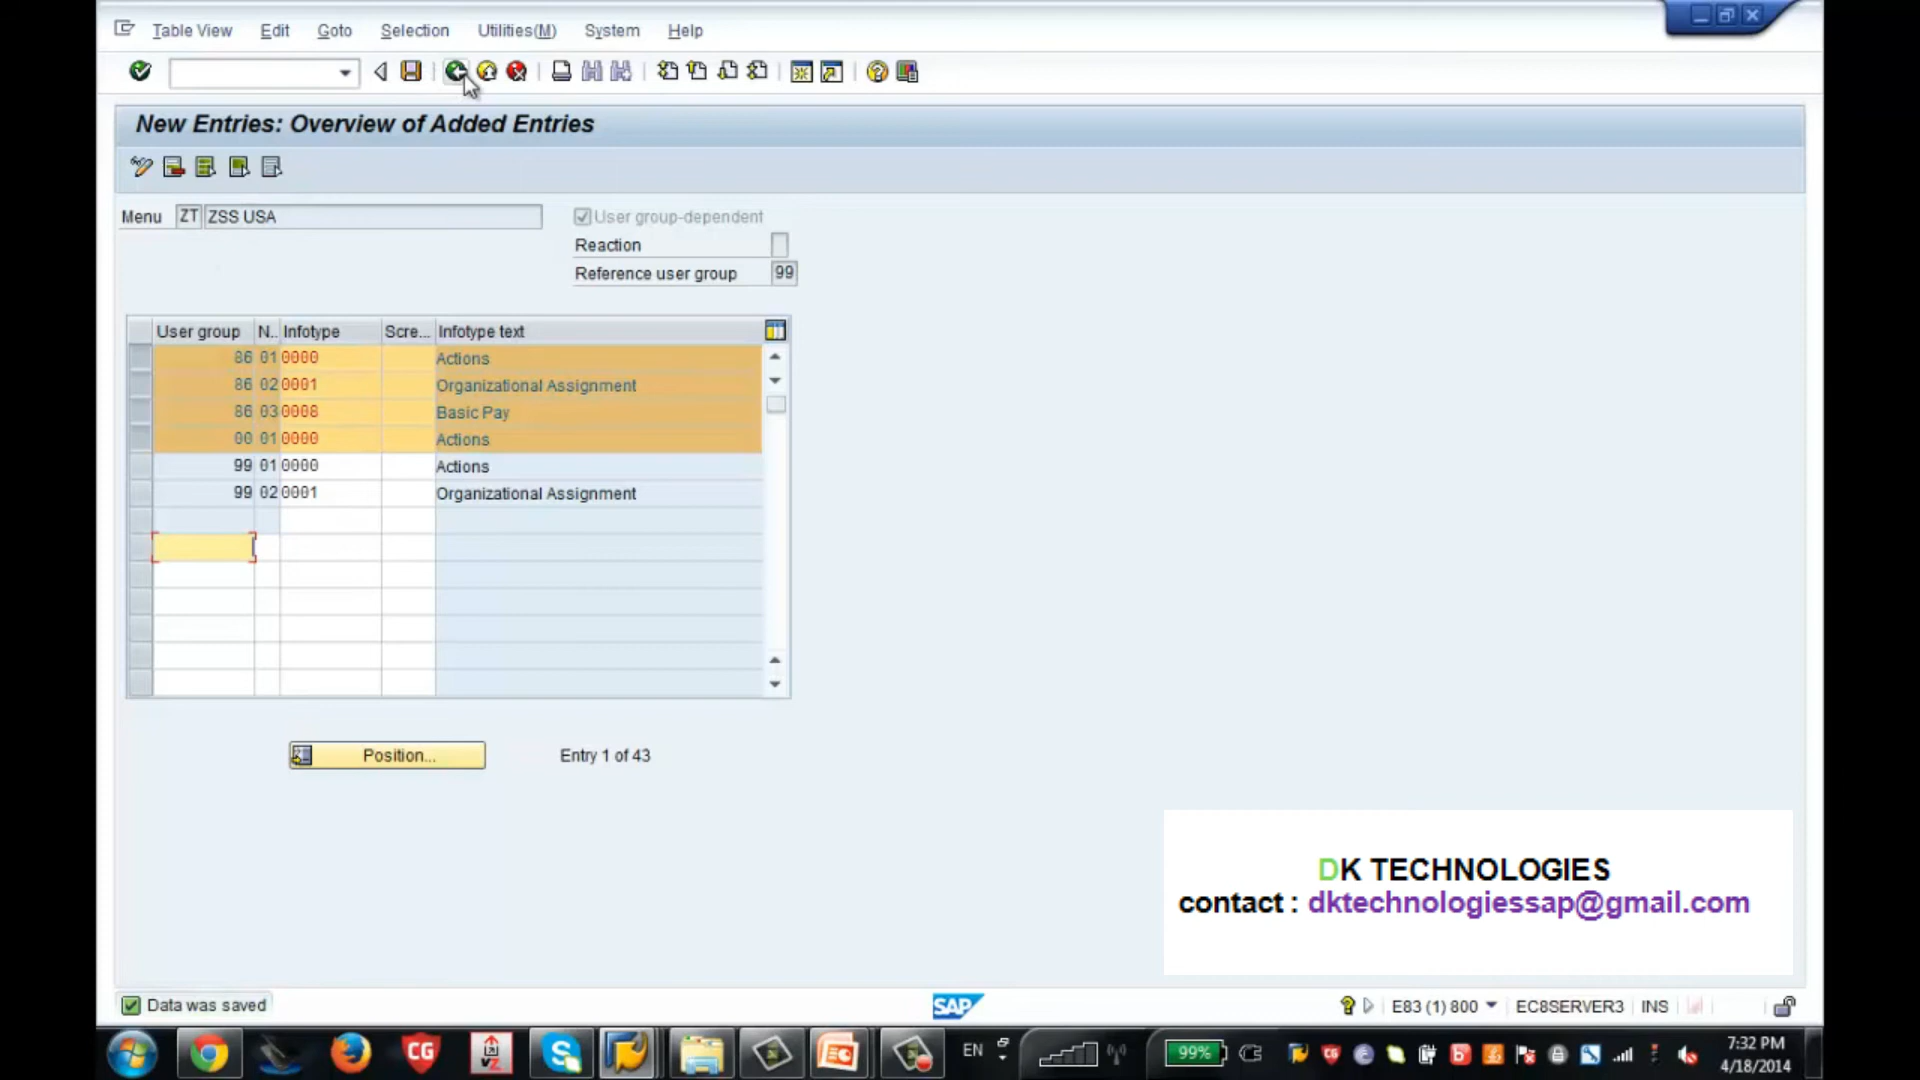 Table View Edit Goto Selection Utilities(M) System Help
New Entries: Overview of Added Entries
Menu ZT ZSS USA User group-dependent
Reaction
Reference user group 99
User group N.. Infotype Scre... Infotype text
86 01 0000 Actions
86 02 0001 Organizational Assignment
86 03 0008 Basic Pay
00 01 0000 Actions
99 01 0000 Actions
99 02 0001 Organizational Assignment
Position... Entry 1 of 43
DK TECHNOLOGIES
contact : dktechnologiessap@gmail.com
Data was saved SAP E83 (1) 800 EC8SERVER3 INS
CG VZ S EN 99% CG 7:32 PM
4/18/2014